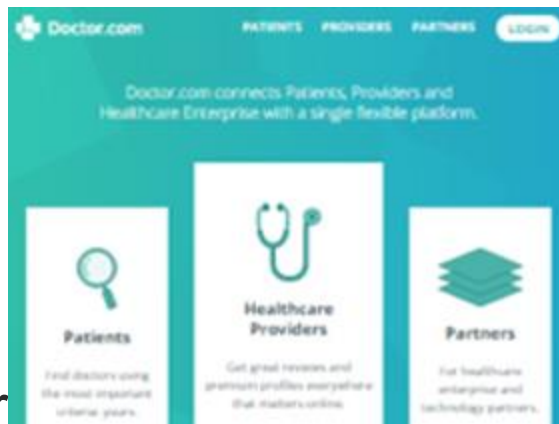 Doctor.com
PATIENTS PROVIDERS PARTNERS LOGIN
Doctor.com connects Patients, Providers and
Healthcare Enterprise with a single flexible platform.
Patients
Find doctors using
the most important
criteria: yours.
Healthcare
Providers
Get great reviews and
premium profiles everywhere
that matters online.
Partners
For healthcare
enterprise and
technology partners.
r